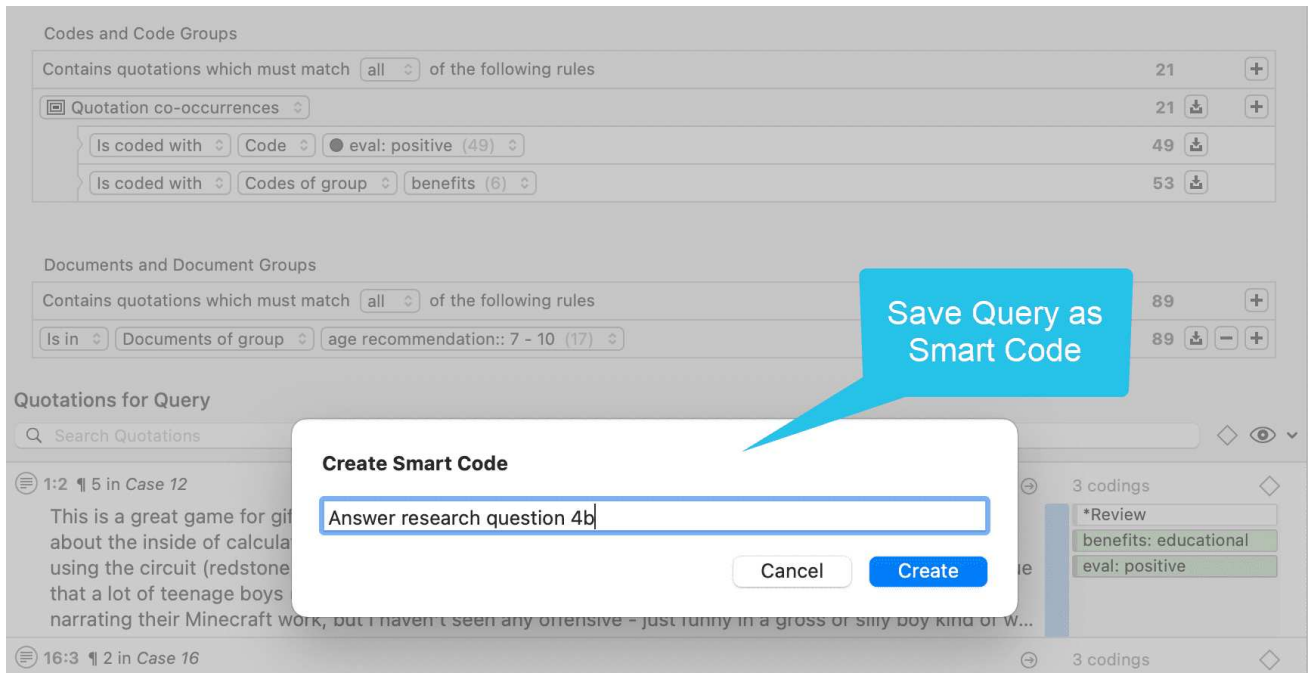 Codes and Code Groups
Contains quotations which must match all of the following rules 21
Quotation co-occurrences 21
Is coded with Code eval: positive (49) 49
Is coded with Codes of group benefits (6) 53
Documents and Document Groups
Contains quotations which must match all of the following rules 89
Is in Documents of group age recommendation:: 7 - 10 (17) 89
Save Query as
Smart Code
Quotations for Query
Search Quotations
Create Smart Code
Answer research question 4b
Cancel Create
1:2 ¶ 5 in Case 12 3 codings
This is a great game for gif
about the inside of calcula
using the circuit (redstone
that a lot of teenage boys
narrating their Minecraft work, but I haven't seen any offensive - just funny in a gross or silly boy kind of w...
*Review
benefits: educational
eval: positive
16:3 ¶ 2 in Case 16 3 codings